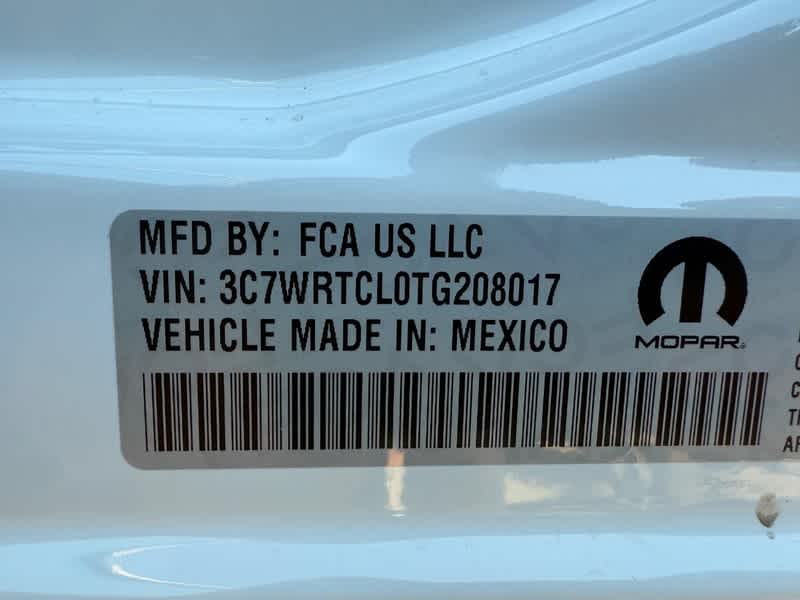 MFD BY: FCA US LLC
VIN: 3C7WRTCL0TG208017
VEHICLE MADE IN: MEXICO
MOPAR